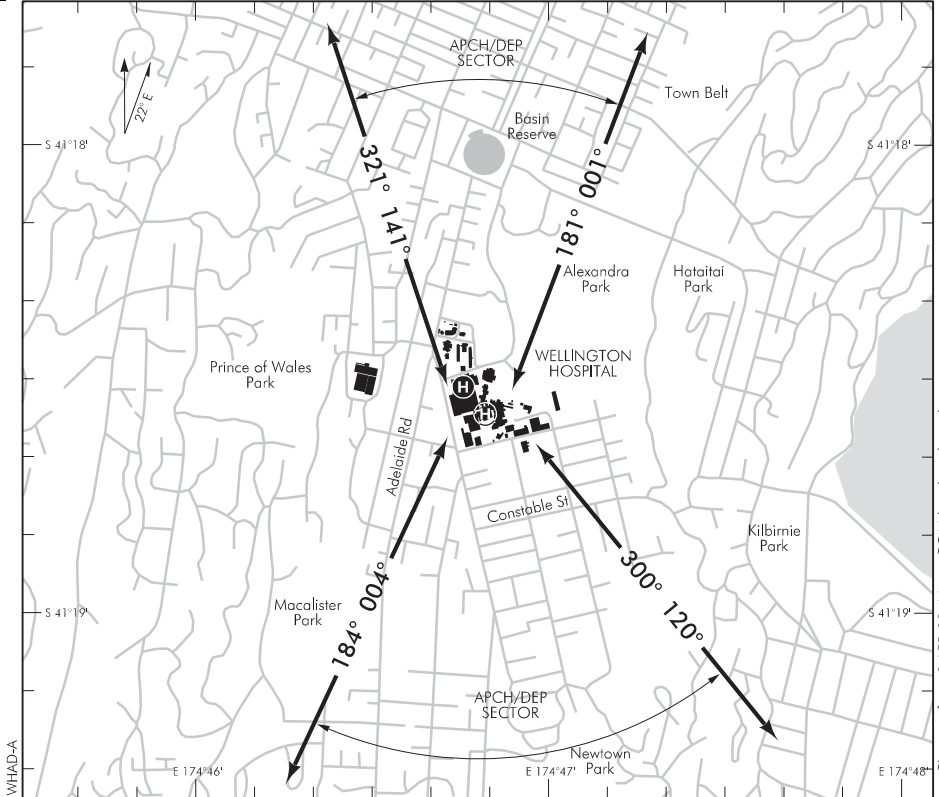 APCH/DEP
SECTOR
22° E
Town Belt
Basin
Reserve
S 41°18'
S 41°18'
321° 141°
181° 001°
Alexandra
Park
Hataitai
Park
Prince of Wales
Park
WELLINGTON
HOSPITAL
H
H
Adelaide Rd
Constable St
Kilbirnie
Park
300° 120°
184° 004°
Macalister
Park
S 41°19'
S 41°19'
APCH/DEP
SECTOR
Newtown
Park
WHAD-A
E 174°46'
E 174°47'
E 174°48'